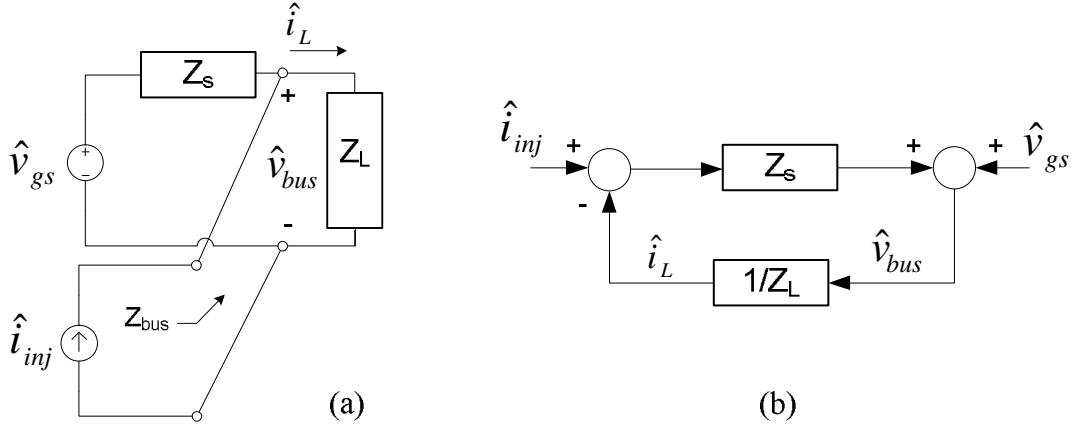 î_L
Z_s
+
v̂_gs
+
-
v̂_bus
Z_L
-
Z_bus
î_inj
(a)
î_inj
+
-
Z_s
+
+
v̂_gs
î_L
1/Z_L
v̂_bus
(b)